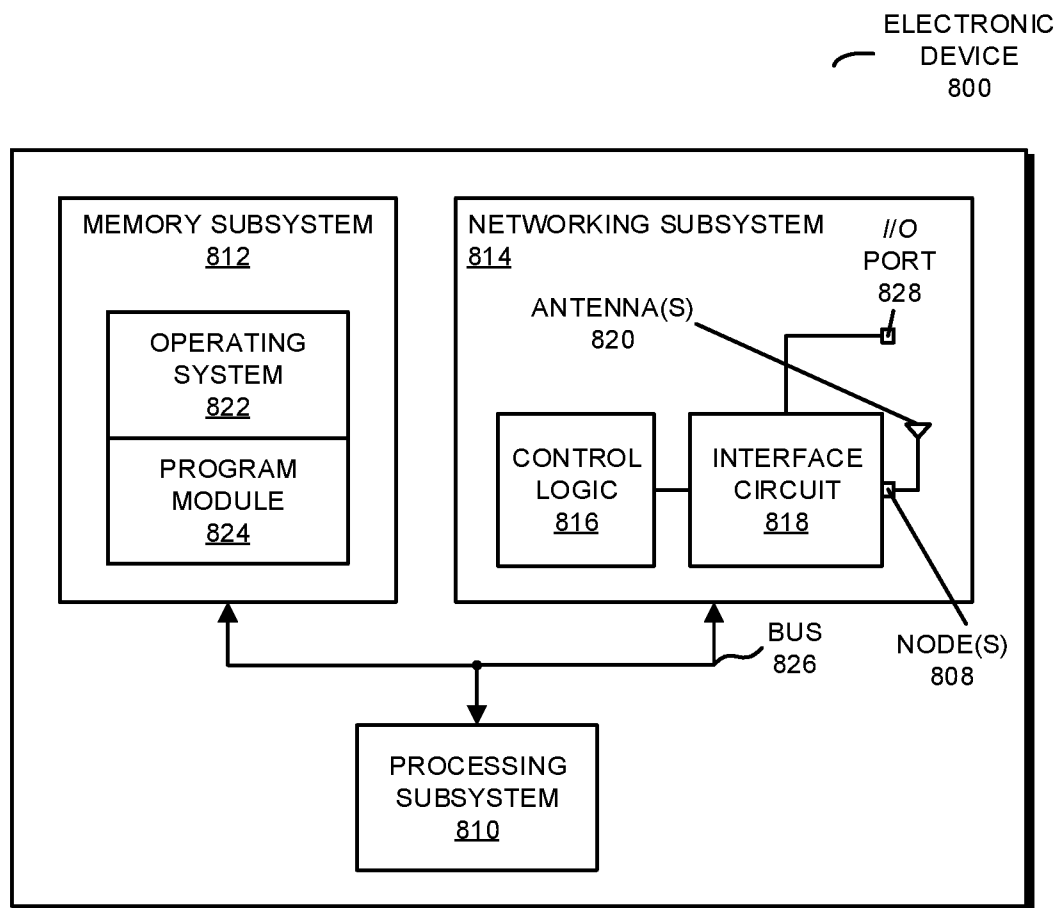 ELECTRONIC
DEVICE
800
MEMORY SUBSYSTEM
812
OPERATING
SYSTEM
822
PROGRAM
MODULE
824
NETWORKING SUBSYSTEM
814
I/O
PORT
828
ANTENNA(S)
820
CONTROL
LOGIC
816
INTERFACE
CIRCUIT
818
BUS
826
NODE(S)
808
PROCESSING
SUBSYSTEM
810